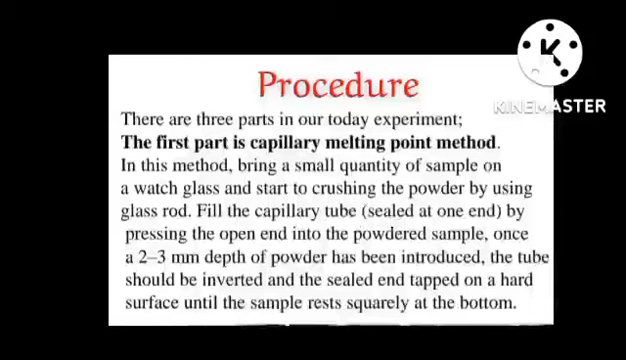 Procedure
There are three parts in our today experiment;
The first part is capillary melting point method.
In this method, bring a small quantity of sample on
a watch glass and start to crushing the powder by using
glass rod. Fill the capillary tube (sealed at one end) by
pressing the open end into the powdered sample, once
a 2–3 mm depth of powder has been introduced, the tube
should be inverted and the sealed end tapped on a hard
surface until the sample rests squarely at the bottom.
K
KINEMASTER